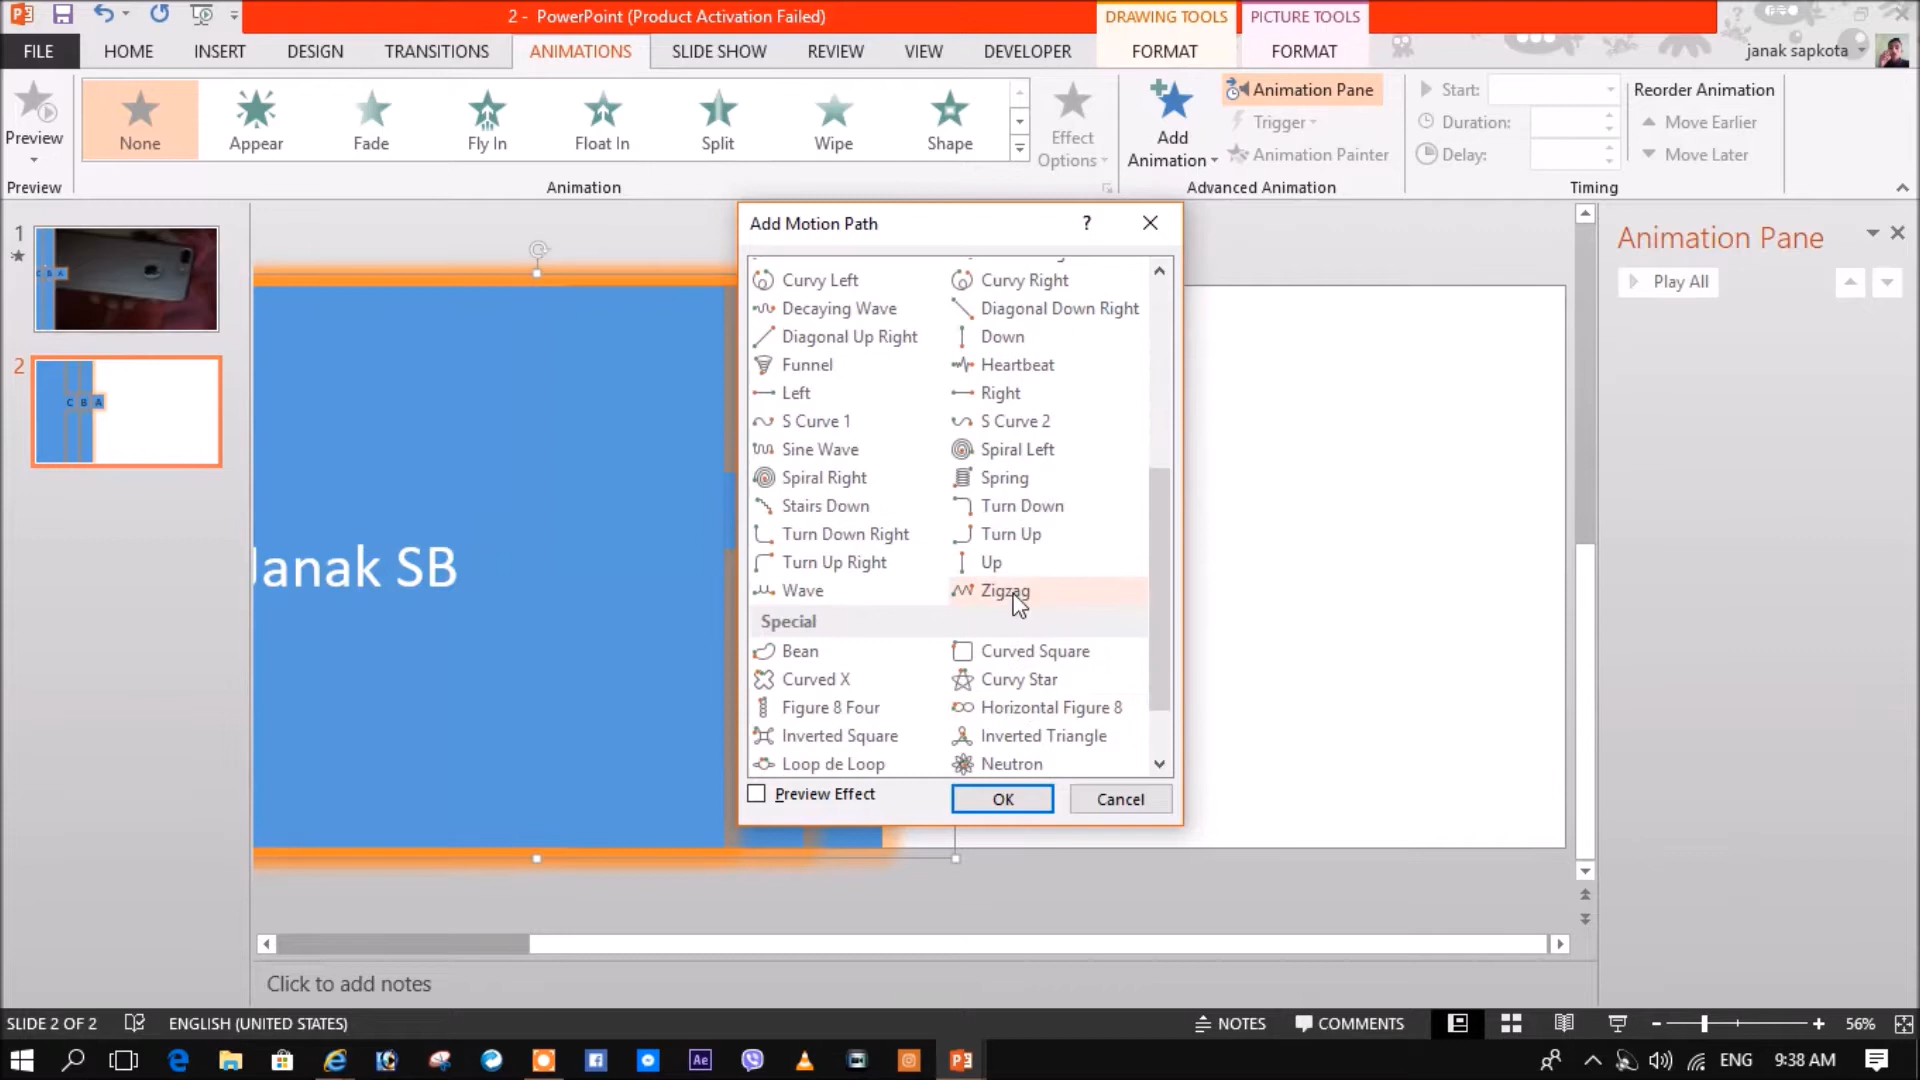 2 - PowerPoint (Product Activation Failed)
DRAWING TOOLS PICTURE TOOLS
FILE HOME INSERT DESIGN TRANSITIONS ANIMATIONS SLIDE SHOW REVIEW VIEW DEVELOPER FORMAT FORMAT janak sapkota
Preview
None Appear Fade Fly In Float In Split Wipe Shape
Effect Options
Add Animation
Animation Pane
Trigger
Animation Painter
Start:
Duration:
Delay:
Reorder Animation
Move Earlier
Move Later
Preview Animation Advanced Animation Timing
1
C B A
2
C B A
Janak SB
Add Motion Path ?
Curvy Left Curvy Right
Decaying Wave Diagonal Down Right
Diagonal Up Right Down
Funnel Heartbeat
Left Right
S Curve 1 S Curve 2
Sine Wave Spiral Left
Spiral Right Spring
Stairs Down Turn Down
Turn Down Right Turn Up
Turn Up Right Up
Wave Zigzag
Special
Bean Curved Square
Curved X Curvy Star
Figure 8 Four Horizontal Figure 8
Inverted Square Inverted Triangle
Loop de Loop Neutron
Preview Effect OK Cancel
Animation Pane
Play All
Click to add notes
SLIDE 2 OF 2 ENGLISH (UNITED STATES) NOTES COMMENTS 56%
Ae ENG 9:38 AM